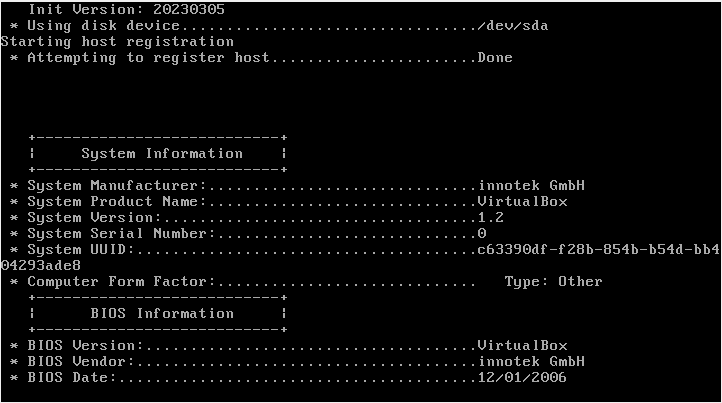 Init Version: 20230305
* Using disk device................................./dev/sda
Starting host registration
* Attempting to register host.......................Done
+---------------------------+
|     System Information    |
+---------------------------+
* System Manufacturer:..............................innotek GmbH
* System Product Name:..............................VirtualBox
* System Version:...................................1.2
* System Serial Number:.............................0
* System UUID:......................................c63390df-f28b-854b-b54d-bb4
04293ade8
* Computer Form Factor:.............................   Type: Other
+---------------------------+
|      BIOS Information     |
+---------------------------+
* BIOS Version:.....................................VirtualBox
* BIOS Vendor:......................................innotek GmbH
* BIOS Date:........................................12/01/2006